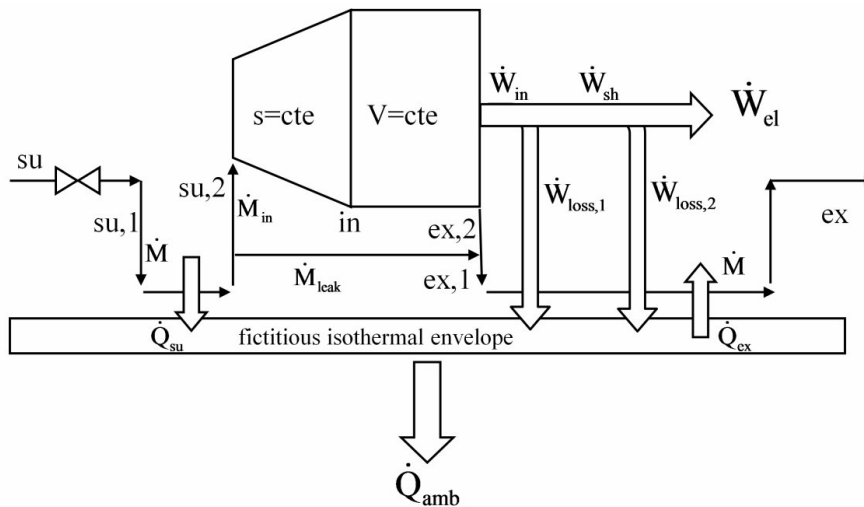 Ẇin
Ẇsh
Ẇel
s=cte
V=cte
su
su,1
su,2
Ṁ
Ṁin
in
ex,2
Ẇloss,1
Ẇloss,2
ex
Ṁleak
ex,1
Ṁ
Q̇su
fictitious isothermal envelope
Q̇ex
Q̇amb